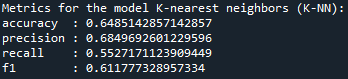 Metrics for the model K-nearest neighbors (K-NN):
accuracy : 0.6485142857142857
precision : 0.6849692601229596
recall : 0.5527171123909449
f1 : 0.611777328957334